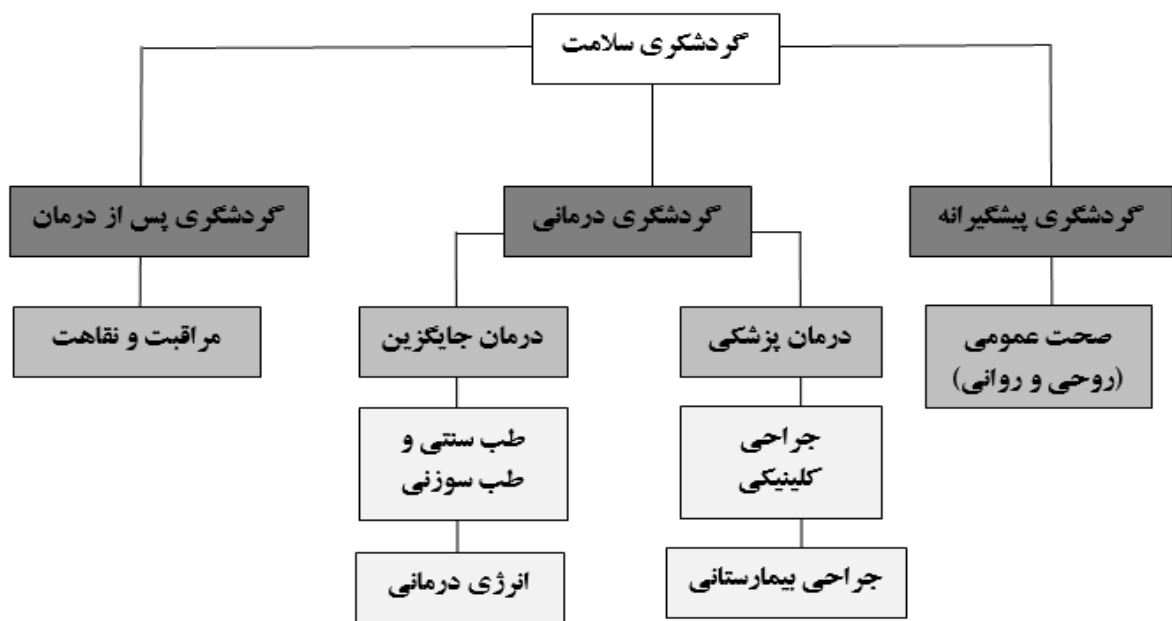 گردشکری سلامت
گردشگری پیشگیرانه
گردشگری درمانی
گردشگری پس از درمان
صحت عمومی
(روحی و روانی)
درمان پزشکی
درمان جایگزین
مراقبت و نقاهت
جراحی
کلینیکی
طب سنتی و
طب سوزنی
جراحی بیمارستانی
انرژی درمانی